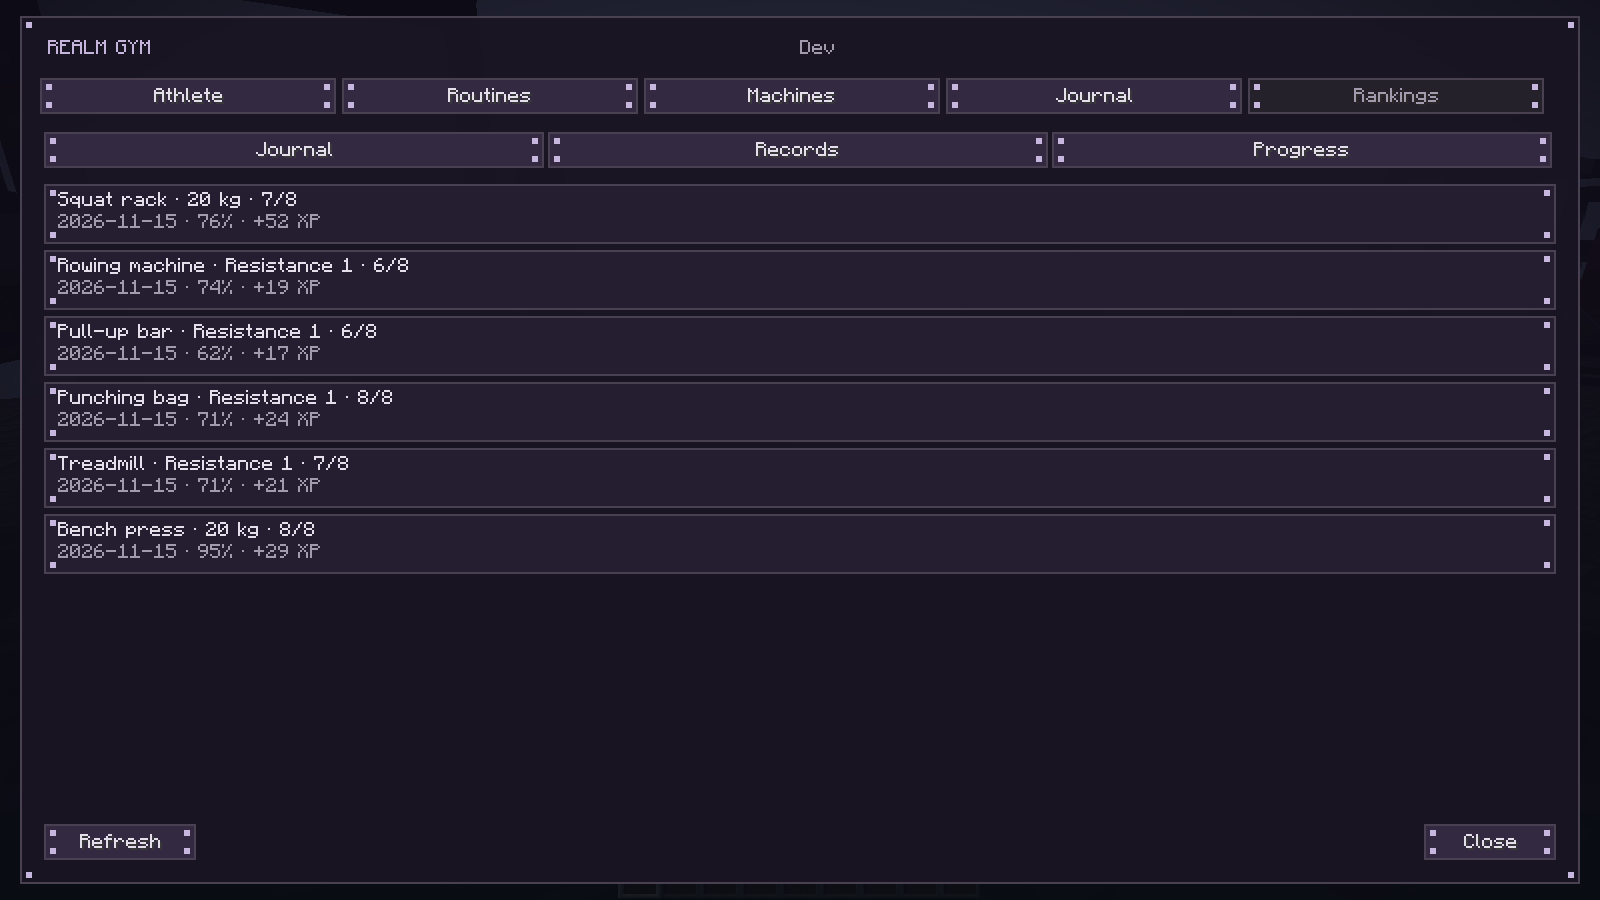 REALM GYM
Dev
Athlete
Routines
Machines
Journal
Rankings
Journal
Records
Progress
Squat rack · 20 kg · 7/8
2026-11-15 · 76% · +52 XP
Rowing machine · Resistance 1 · 6/8
2026-11-15 · 74% · +19 XP
Pull-up bar · Resistance 1 · 6/8
2026-11-15 · 62% · +17 XP
Punching bag · Resistance 1 · 8/8
2026-11-15 · 71% · +24 XP
Treadmill · Resistance 1 · 7/8
2026-11-15 · 71% · +21 XP
Bench press · 20 kg · 8/8
2026-11-15 · 95% · +29 XP
Refresh
Close